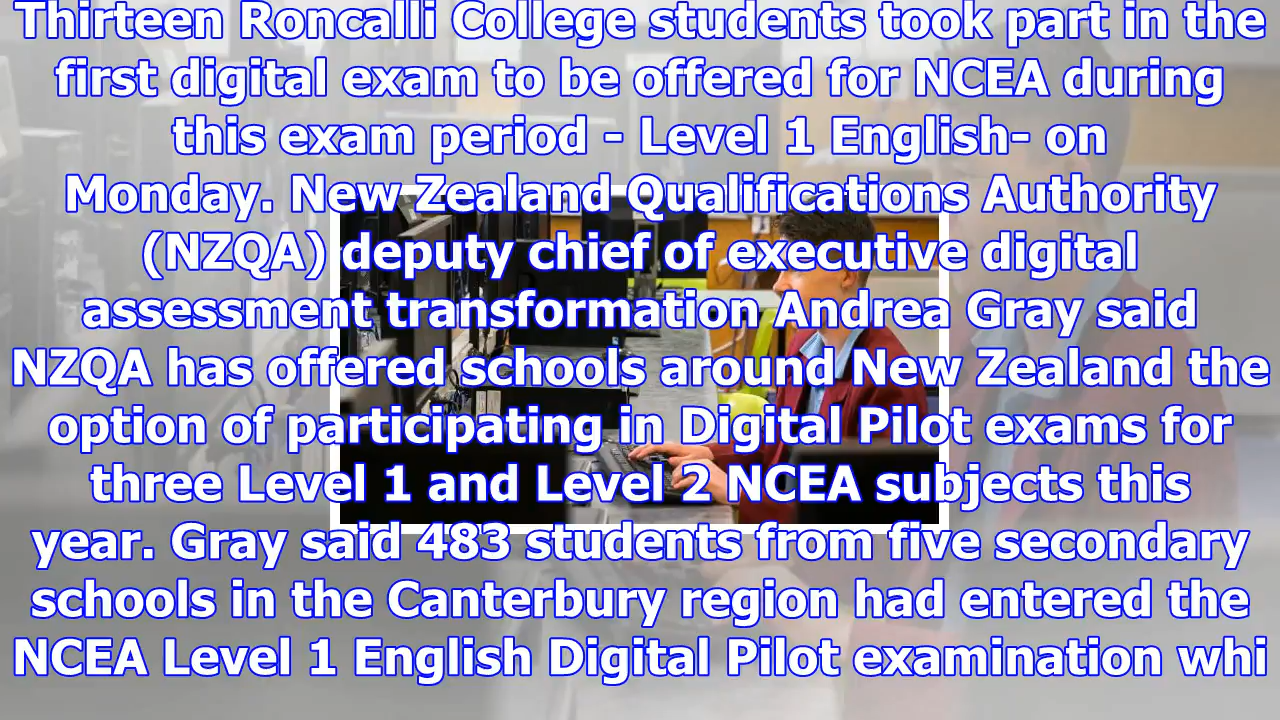 Thirteen Roncalli College students took part in the
first digital exam to be offered for NCEA during
this exam period - Level 1 English- on
Monday. New Zealand Qualifications Authority
(NZQA) deputy chief of executive digital
assessment transformation Andrea Gray said
NZQA has offered schools around New Zealand the
option of participating in Digital Pilot exams for
three Level 1 and Level 2 NCEA subjects this
year. Gray said 483 students from five secondary
schools in the Canterbury region had entered the
NCEA Level 1 English Digital Pilot examination whi